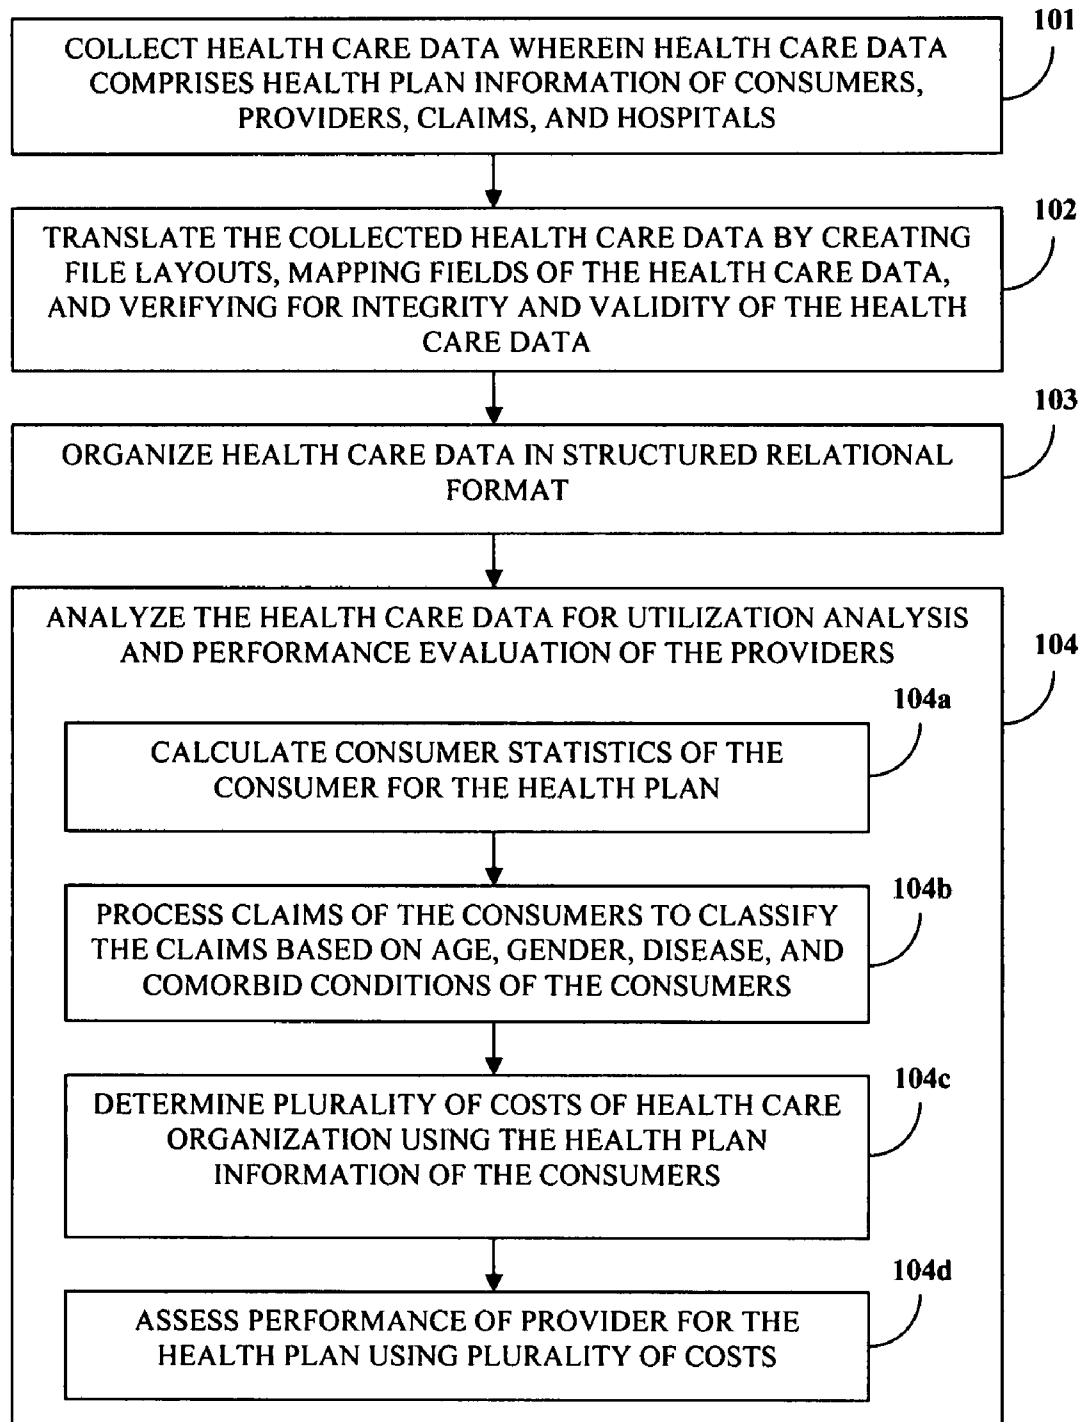 101
COLLECT HEALTH CARE DATA WHEREIN HEALTH CARE DATA
COMPRISES HEALTH PLAN INFORMATION OF CONSUMERS,
PROVIDERS, CLAIMS, AND HOSPITALS
102
TRANSLATE THE COLLECTED HEALTH CARE DATA BY CREATING
FILE LAYOUTS, MAPPING FIELDS OF THE HEALTH CARE DATA,
AND VERIFYING FOR INTEGRITY AND VALIDITY OF THE HEALTH
CARE DATA
103
ORGANIZE HEALTH CARE DATA IN STRUCTURED RELATIONAL
FORMAT
ANALYZE THE HEALTH CARE DATA FOR UTILIZATION ANALYSIS
AND PERFORMANCE EVALUATION OF THE PROVIDERS
104
104a
CALCULATE CONSUMER STATISTICS OF THE
CONSUMER FOR THE HEALTH PLAN
104b
PROCESS CLAIMS OF THE CONSUMERS TO CLASSIFY
THE CLAIMS BASED ON AGE, GENDER, DISEASE, AND
COMORBID CONDITIONS OF THE CONSUMERS
104c
DETERMINE PLURALITY OF COSTS OF HEALTH CARE
ORGANIZATION USING THE HEALTH PLAN
INFORMATION OF THE CONSUMERS
104d
ASSESS PERFORMANCE OF PROVIDER FOR THE
HEALTH PLAN USING PLURALITY OF COSTS